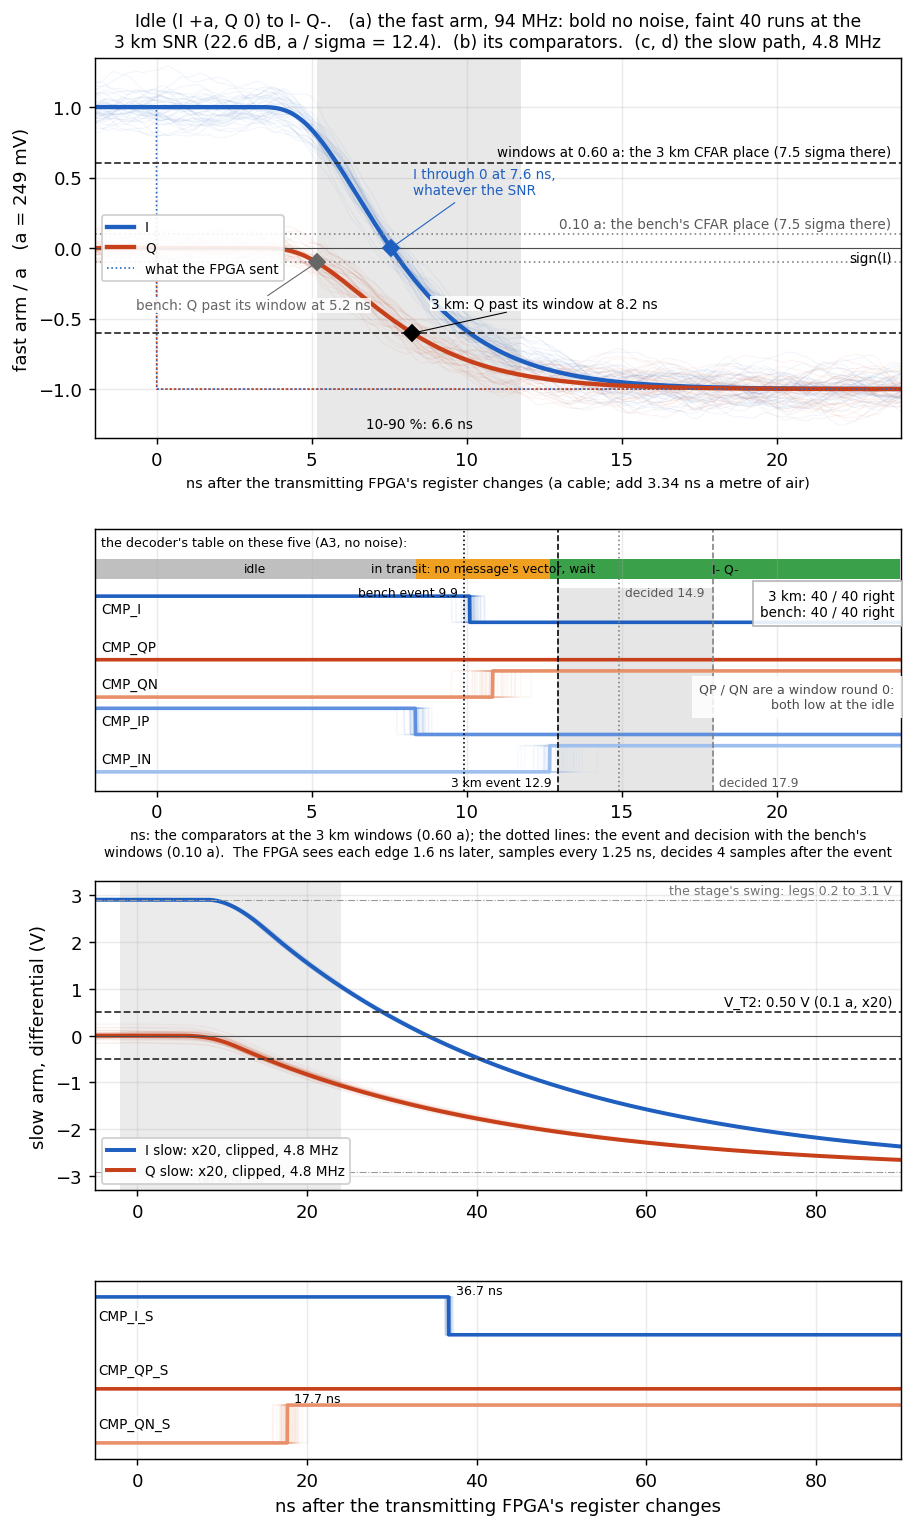 Idle (I +a, Q 0) to I- Q-.   (a) the fast arm, 94 MHz: bold no noise, faint 40 runs at the
3 km SNR (22.6 dB, a / sigma = 12.4).  (b) its comparators.  (c, d) the slow path, 4.8 MHz
fast arm / a   (a = 249 mV)
1.0
0.5
0.0
−0.5
−1.0
windows at 0.60 a: the 3 km CFAR place (7.5 sigma there)
I through 0 at 7.6 ns,
whatever the SNR
0.10 a: the bench's CFAR place (7.5 sigma there)
sign(I)
I
Q
what the FPGA sent
bench: Q past its window at 5.2 ns
3 km: Q past its window at 8.2 ns
10-90 %: 6.6 ns
0
5
10
15
20
ns after the transmitting FPGA's register changes (a cable; add 3.34 ns a metre of air)
the decoder's table on these five (A3, no noise):
idle
in transit: no message's vector, wait
I- Q-
bench event 9.9
decided 14.9
3 km: 40 / 40 right
bench: 40 / 40 right
CMP_I
CMP_QP
CMP_QN
CMP_IP
CMP_IN
QP / QN are a window round 0:
both low at the idle
3 km event 12.9
decided 17.9
0
5
10
15
20
ns: the comparators at the 3 km windows (0.60 a); the dotted lines: the event and decision with the bench's
windows (0.10 a).  The FPGA sees each edge 1.6 ns later, samples every 1.25 ns, decides 4 samples after the event
slow arm, differential (V)
3
2
1
0
−1
−2
−3
the stage's swing: legs 0.2 to 3.1 V
V_T2: 0.50 V (0.1 a, x20)
I slow: x20, clipped, 4.8 MHz
Q slow: x20, clipped, 4.8 MHz
0
20
40
60
80
36.7 ns
CMP_I_S
CMP_QP_S
17.7 ns
CMP_QN_S
0
20
40
60
80
ns after the transmitting FPGA's register changes